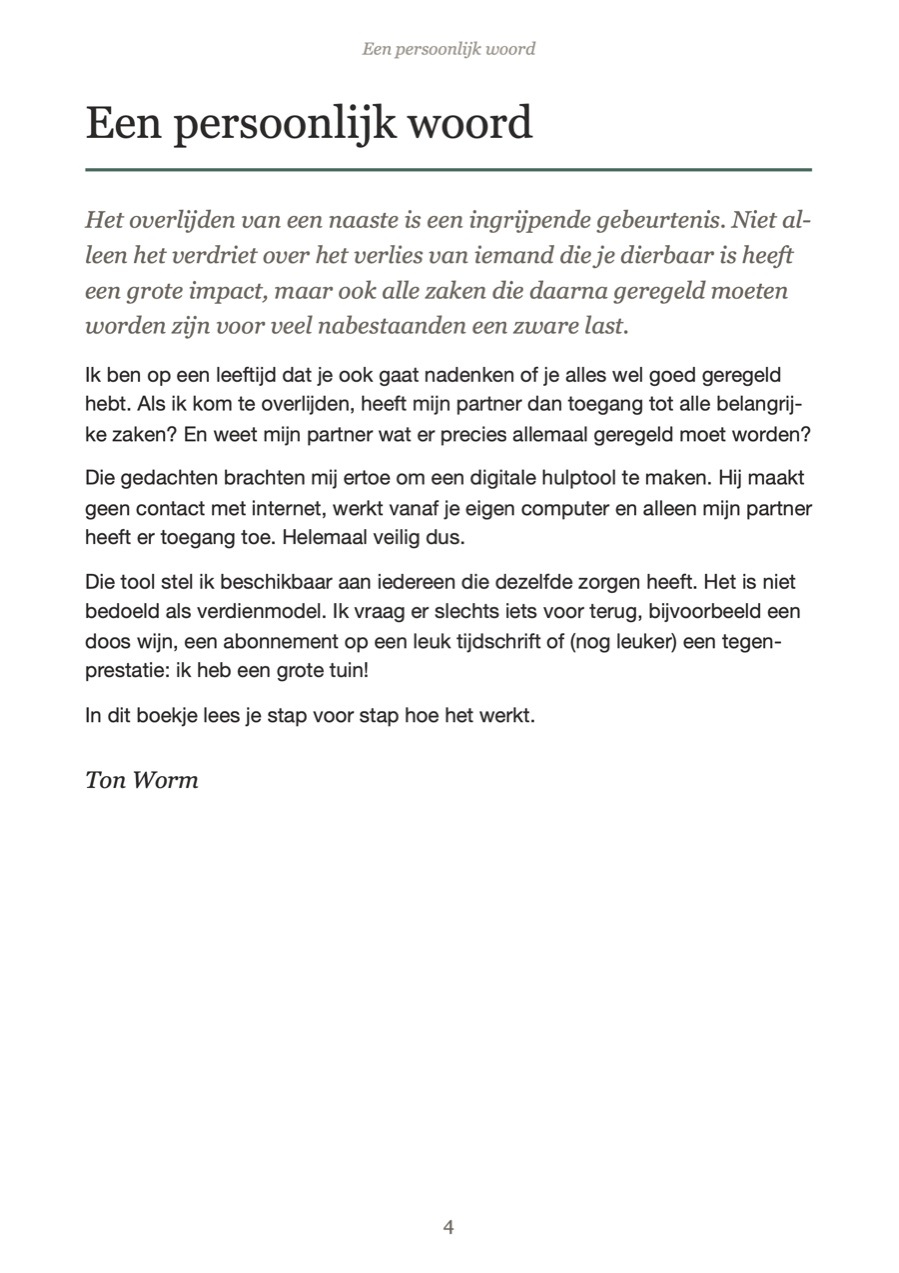 Een persoonlijk woord
Een persoonlijk woord
Het overlijden van een naaste is een ingrijpende gebeurtenis. Niet al-
leen het verdriet over het verlies van iemand die je dierbaar is heeft
een grote impact, maar ook alle zaken die daarna geregeld moeten
worden zijn voor veel nabestaanden een zware last.
Ik ben op een leeftijd dat je ook gaat nadenken of je alles wel goed geregeld
hebt. Als ik kom te overlijden, heeft mijn partner dan toegang tot alle belangrij-
ke zaken? En weet mijn partner wat er precies allemaal geregeld moet worden?
Die gedachten brachten mij ertoe om een digitale hulptool te maken. Hij maakt
geen contact met internet, werkt vanaf je eigen computer en alleen mijn partner
heeft er toegang toe. Helemaal veilig dus.
Die tool stel ik beschikbaar aan iedereen die dezelfde zorgen heeft. Het is niet
bedoeld als verdienmodel. Ik vraag er slechts iets voor terug, bijvoorbeeld een
doos wijn, een abonnement op een leuk tijdschrift of (nog leuker) een tegen-
prestatie: ik heb een grote tuin!
In dit boekje lees je stap voor stap hoe het werkt.
Ton Worm
4